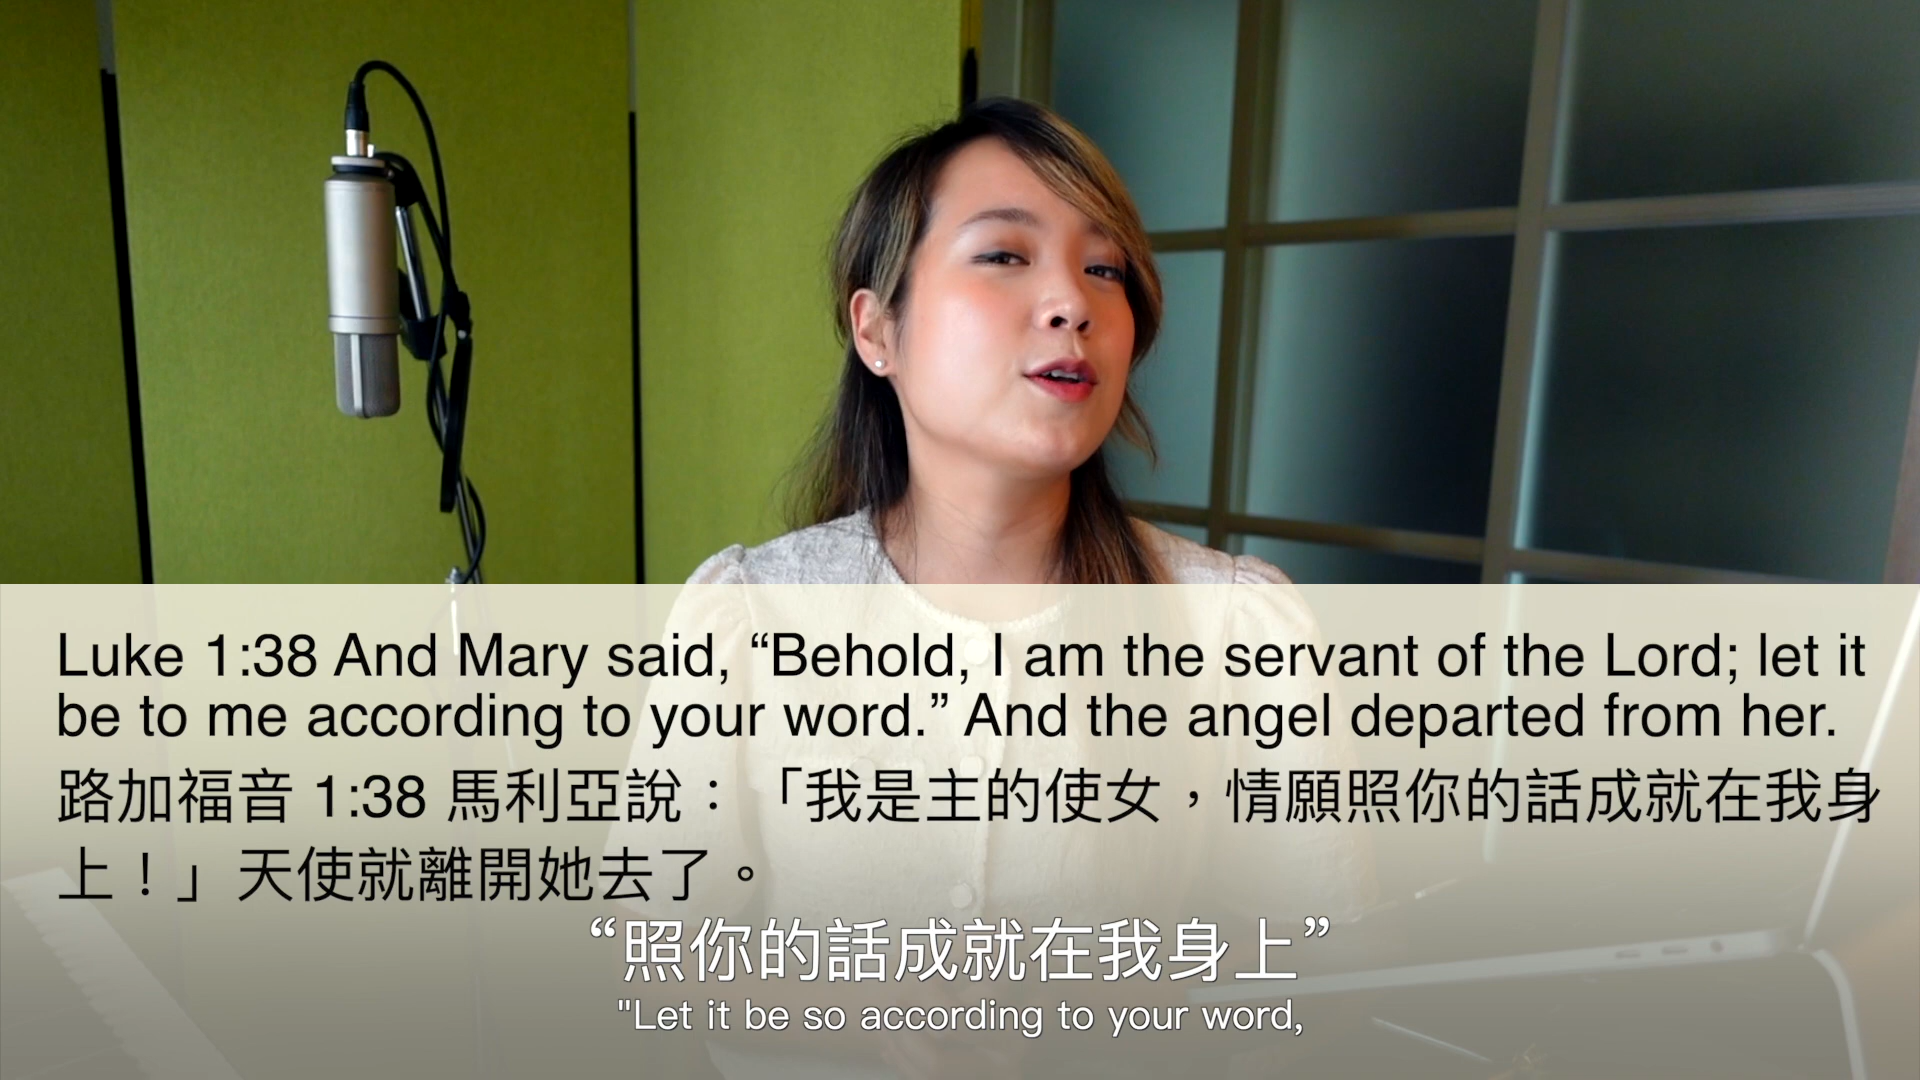 Luke 1:38 And Mary said, “Behold, I am the servant of the Lord; let it
be to me according to your word.” And the angel departed from her.
路加福音 1:38 馬利亞說：「我是主的使女，情願照你的話成就在我身
上！」天使就離開她去了。
“照你的話成就在我身上”
"Let it be so according to your word,